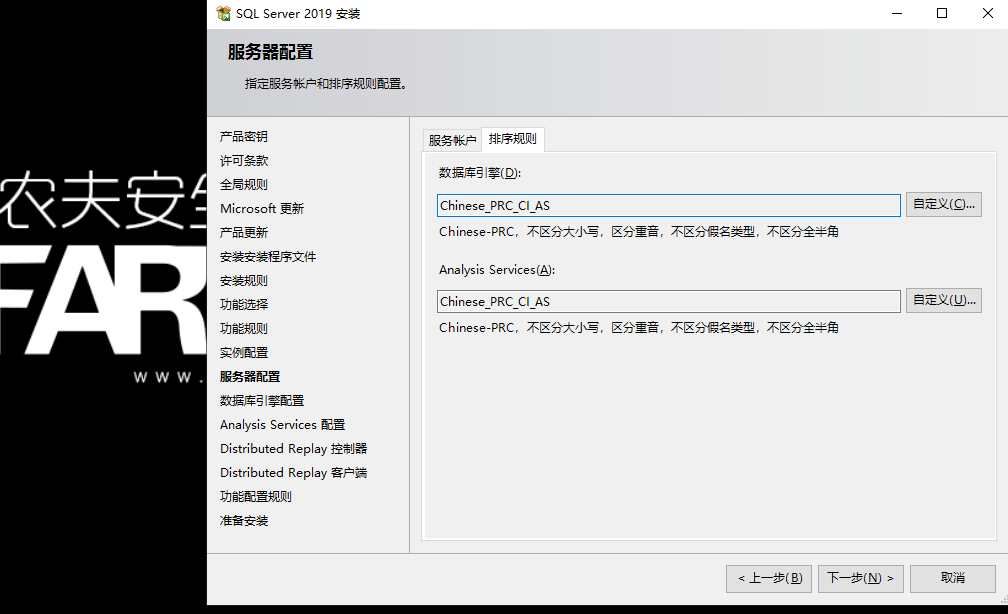 SQL Server 2019 安装
服务器配置
指定服务帐户和排序规则配置。
产品密钥
许可条款
全局规则
Microsoft 更新
产品更新
安装安装程序文件
安装规则
功能选择
功能规则
实例配置
服务器配置
数据库引擎配置
Analysis Services 配置
Distributed Replay 控制器
Distributed Replay 客户端
功能配置规则
准备安装
服务帐户 排序规则
数据库引擎(D):
Chinese_PRC_CI_AS 自定义(C)...
Chinese-PRC，不区分大小写，区分重音，不区分假名类型，不区分全半角
Analysis Services(A):
Chinese_PRC_CI_AS 自定义(U)...
Chinese-PRC，不区分大小写，区分重音，不区分假名类型，不区分全半角
< 上一步(B) 下一步(N) > 取消
农夫安全
FAR
www.